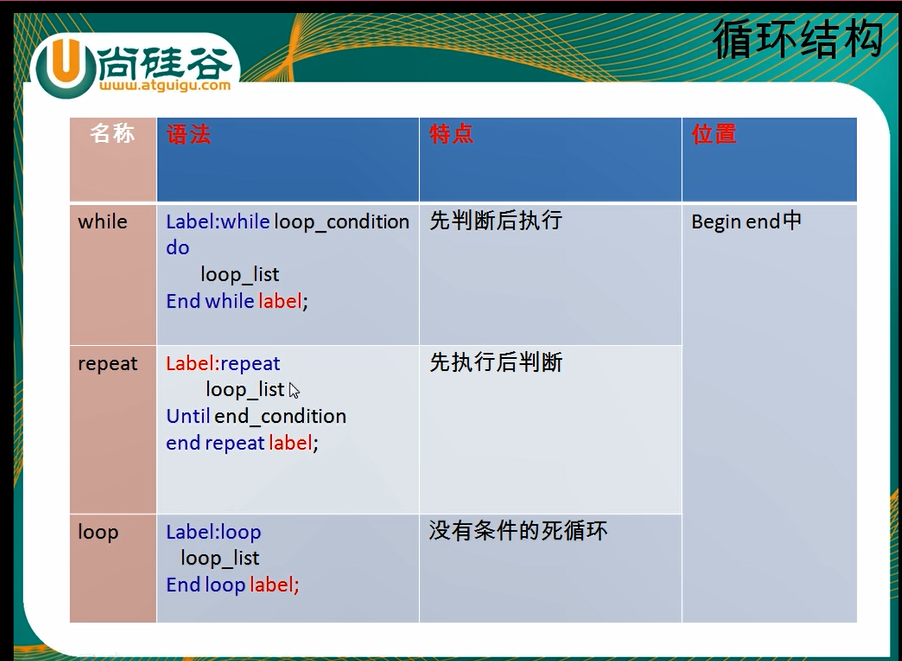 循环结构
U尚硅谷
www.atguigu.com
名称 语法 特点 位置
while
Label:while loop_condition
do
loop_list
End while label;
先判断后执行
Begin end中
repeat
Label:repeat
loop_list
Until end_condition
end repeat label;
先执行后判断
loop
Label:loop
loop_list
End loop label;
没有条件的死循环